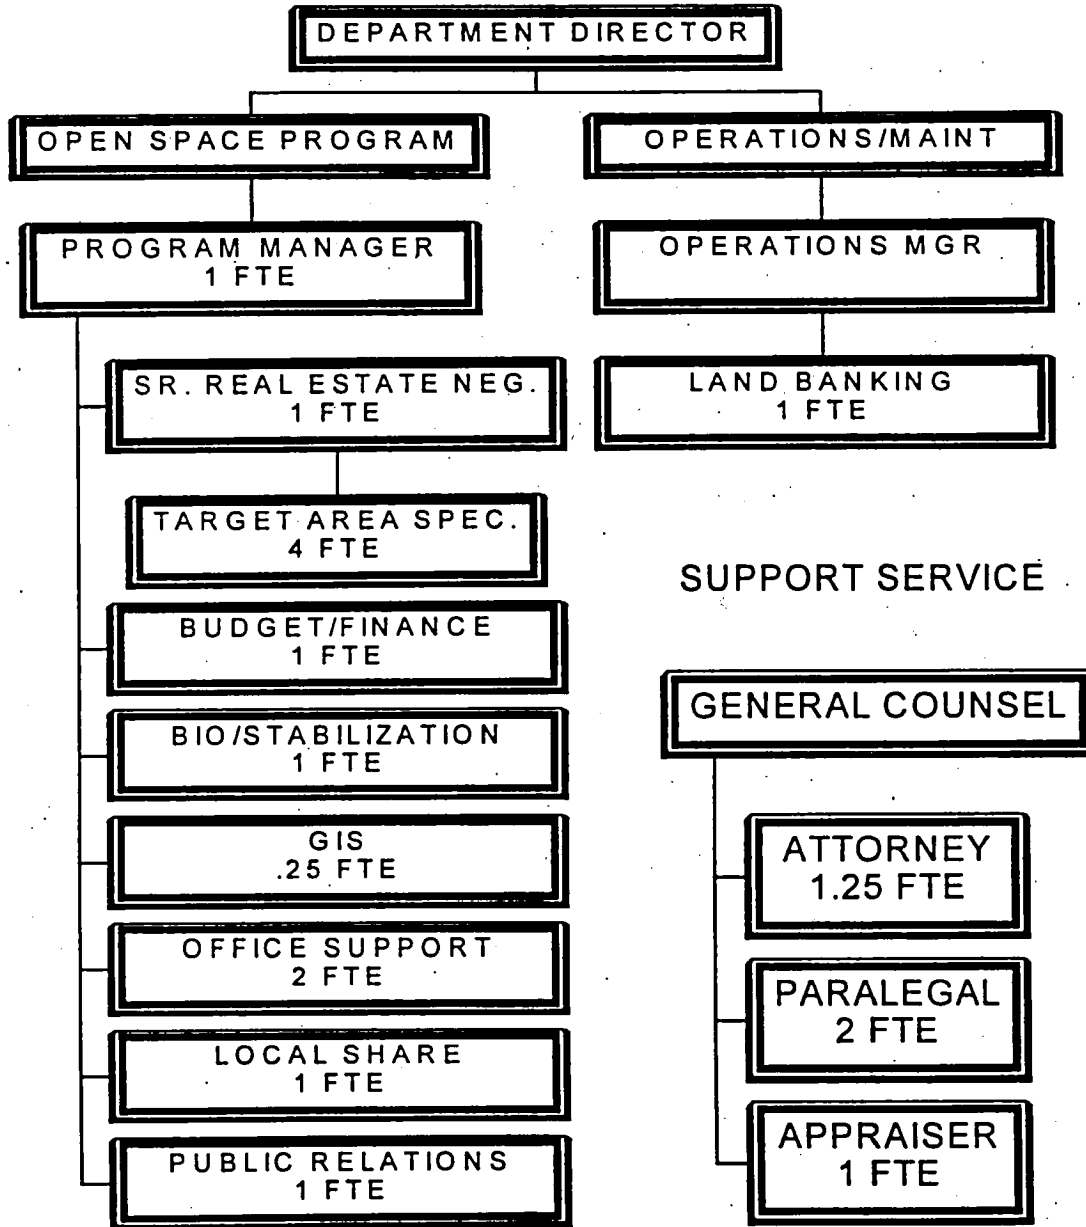 DEPARTMENT DIRECTOR
OPEN SPACE PROGRAM
OPERATIONS/MAINT
PROGRAM MANAGER
1 FTE
OPERATIONS MGR
SR. REAL ESTATE NEG.
1 FTE
LAND BANKING
1 FTE
TARGET AREA SPEC.
4 FTE
BUDGET/FINANCE
1 FTE
BIO/STABILIZATION
1 FTE
GIS
.25 FTE
OFFICE SUPPORT
2 FTE
LOCAL SHARE
1 FTE
PUBLIC RELATIONS
1 FTE
SUPPORT SERVICE
GENERAL COUNSEL
ATTORNEY
1.25 FTE
PARALEGAL
2 FTE
APPRAISER
1 FTE